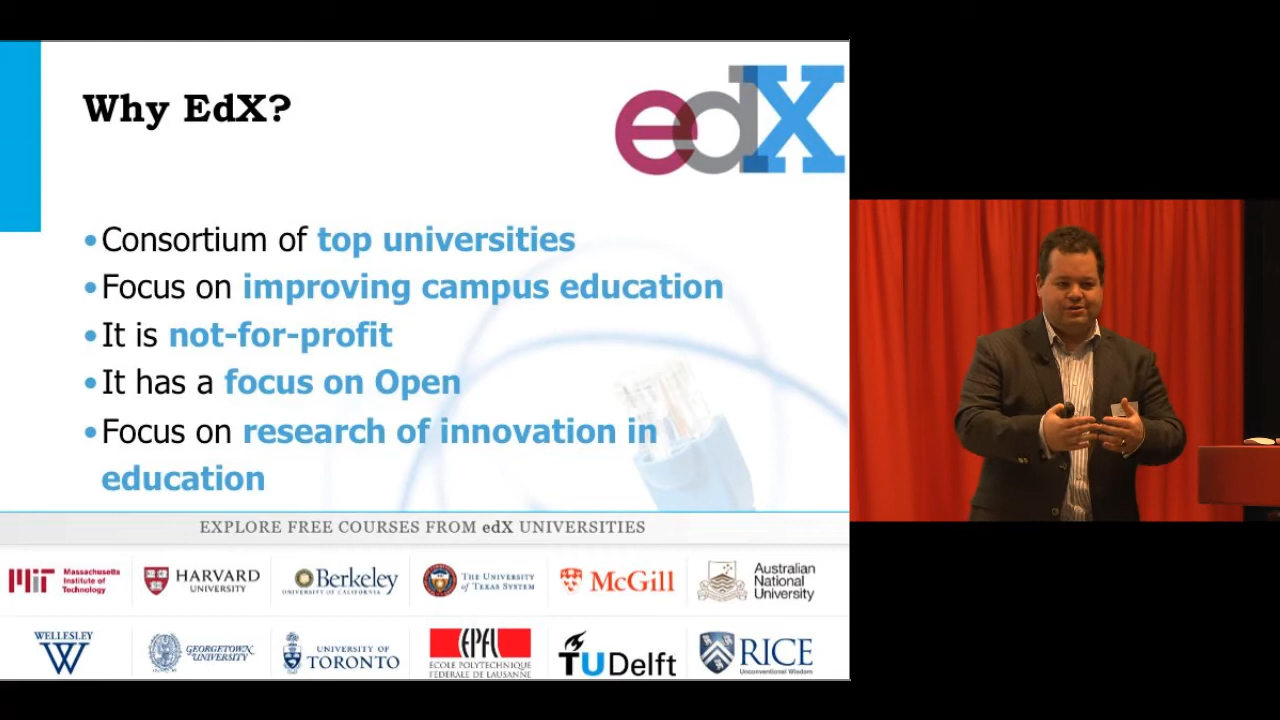 Why EdX?
edX
•Consortium of top universities
•Focus on improving campus education
•It is not-for-profit
•It has a focus on Open
•Focus on research of innovation in
education
EXPLORE FREE COURSES FROM edX UNIVERSITIES
MIT Massachusetts
Institute of
Technology
HARVARD
UNIVERSITY
Berkeley
UNIVERSITY OF CALIFORNIA
THE UNIVERSITY
of TEXAS SYSTEM
McGill
Australian
National
University
WELLESLEY
W
GEORGETOWN
UNIVERSITY
UNIVERSITY OF
TORONTO
EPFL
ÉCOLE POLYTECHNIQUE
FÉDÉRALE DE LAUSANNE
TUDelft
RICE
Unconventional Wisdom